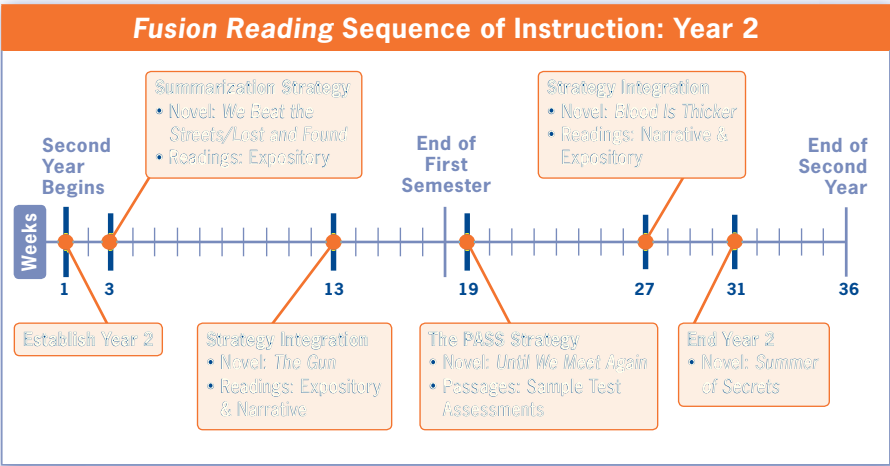 Fusion Reading Sequence of Instruction: Year 2
Summarization Strategy
• Novel: We Beat the
Streets/Lost and Found
• Readings: Expository
Strategy Integration
• Novel: Blood Is Thicker
• Readings: Narrative &
Expository
Second
Year
Begins
End of
First
Semester
End of
Second
Year
Weeks
1
3
13
19
27
31
36
Establish Year 2
Strategy Integration
• Novel: The Gun
• Readings: Expository
& Narrative
The PASS Strategy
• Novel: Until We Meet Again
• Passages: Sample Test
Assessments
End Year 2
• Novel: Summer
of Secrets